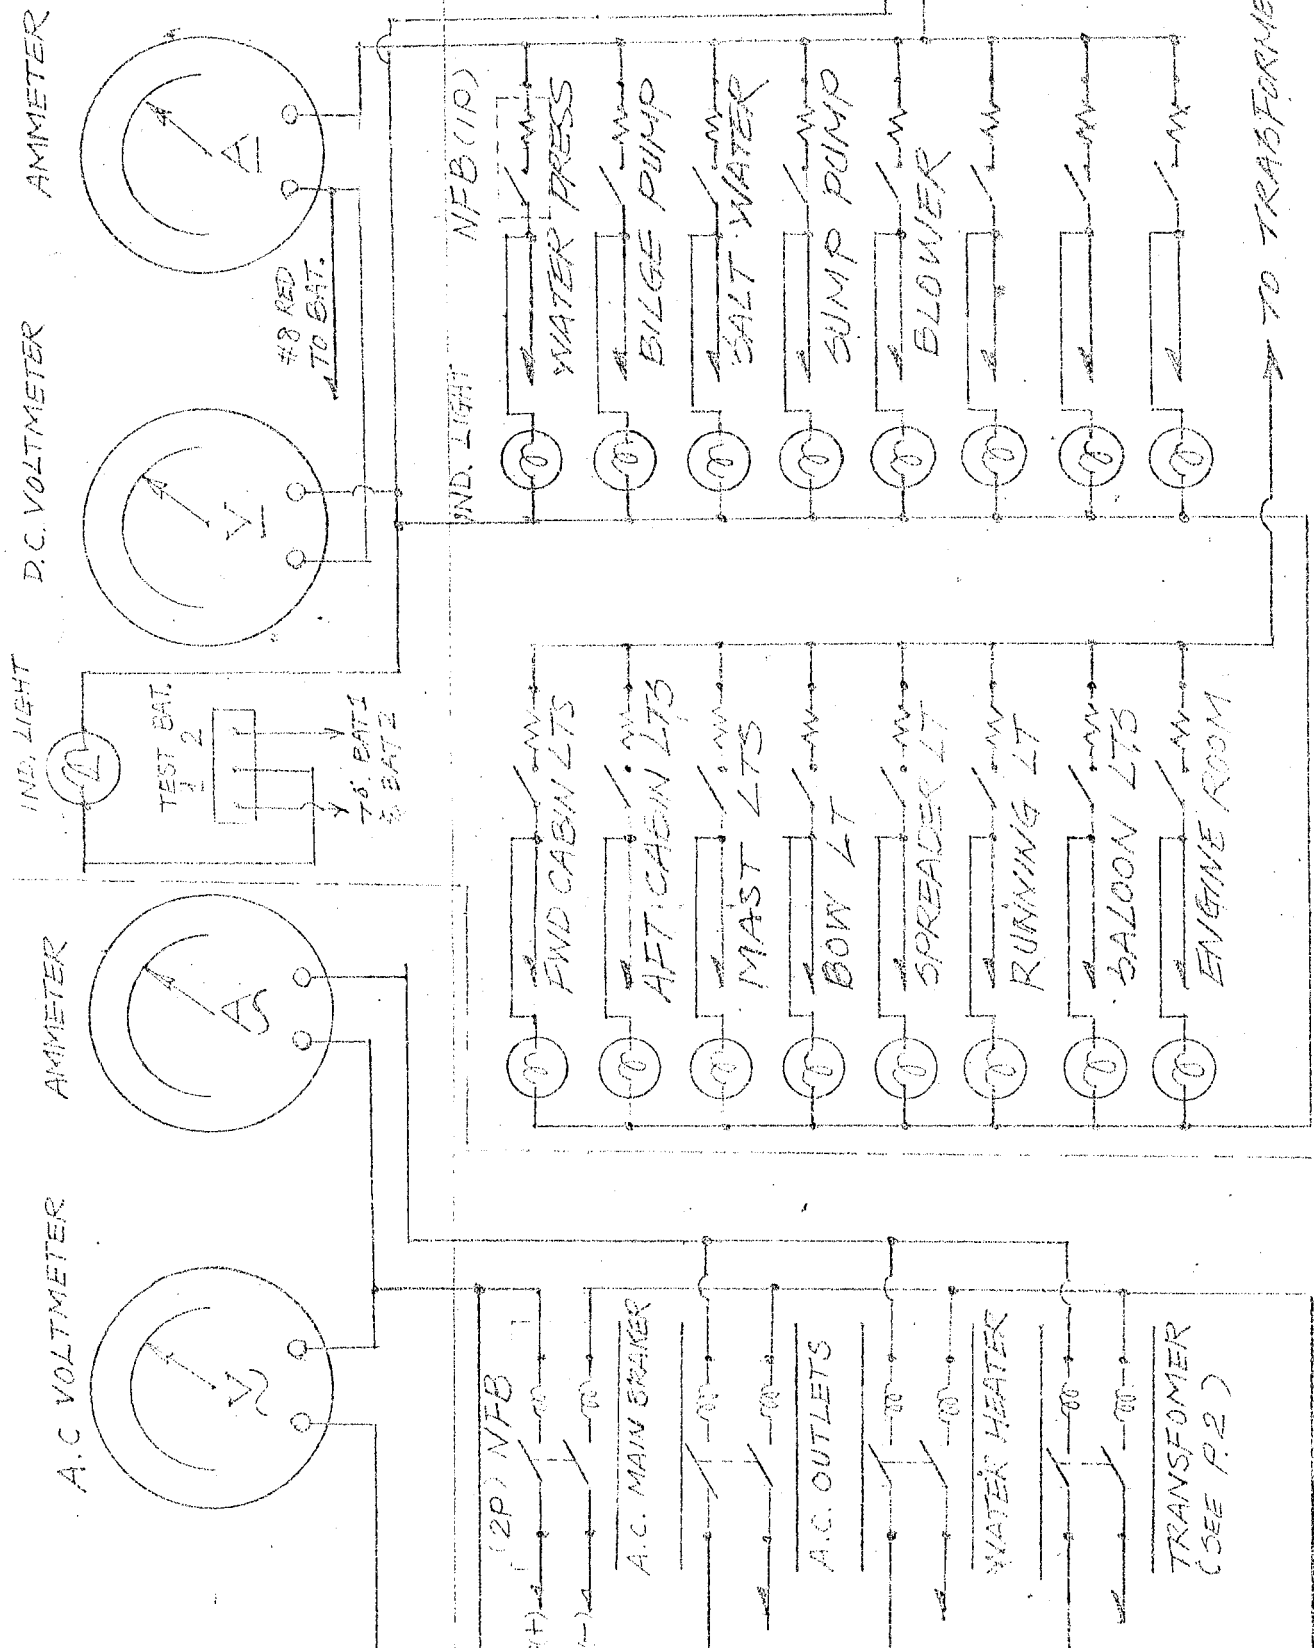 A.C VOLTMETER
AMMETER
IND. LIGHT
D.C. VOLTMETER
AMMETER
V
A
TEST BAT.
1 2
TO BAT 1
& BAT 2
V
#8 RED
TO BAT.
A
(2P) NFB
(+)
(-)
A.C. MAIN BRAKER
A.C. OUTLETS
WATER HEATER
TRANSFOMER
(SEE P.2)
FWD CABIN LTS
AFT CABIN LTS
MAST LTS
BOW LT
SPREADER LT
RUNNING LT
SALOON LTS
ENGINE ROOM
IND. LIGHT
NFB (1P)
WATER PRESS
BILGE PUMP
SALT WATER
SUMP PUMP
BLOWER
TO TRASFORME